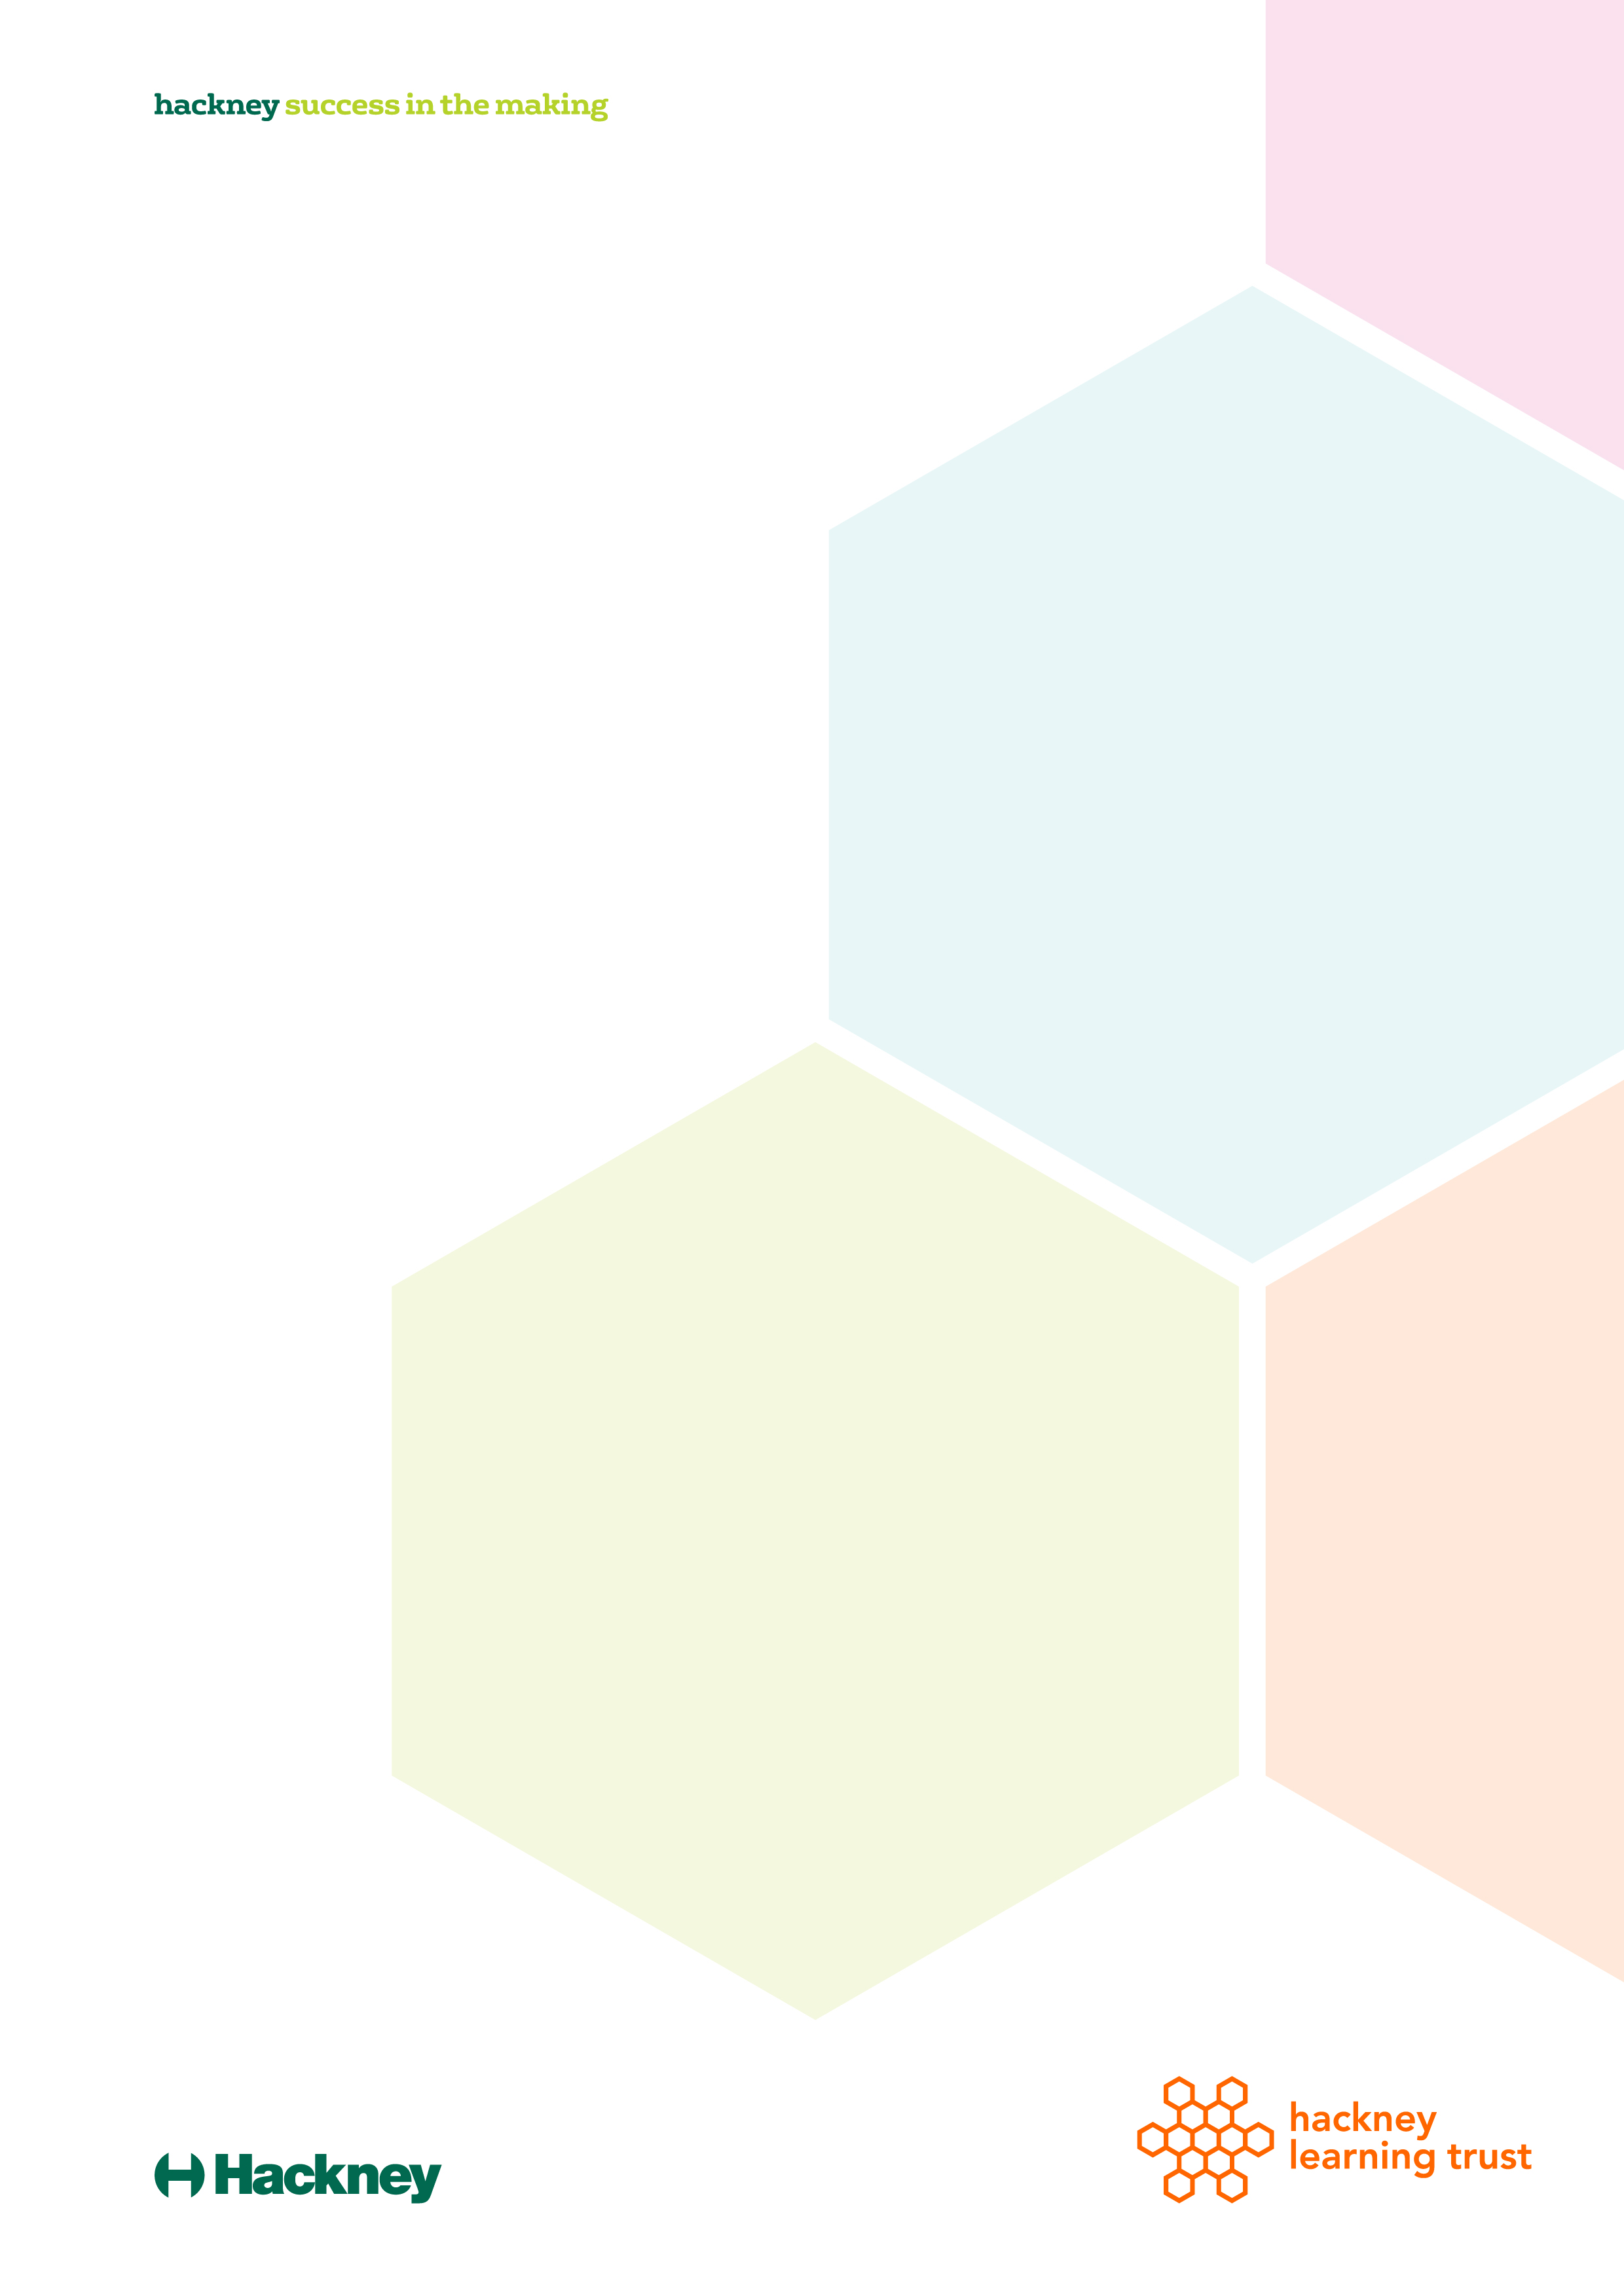 hackney success in the making
Hackney
hackney
learning trust